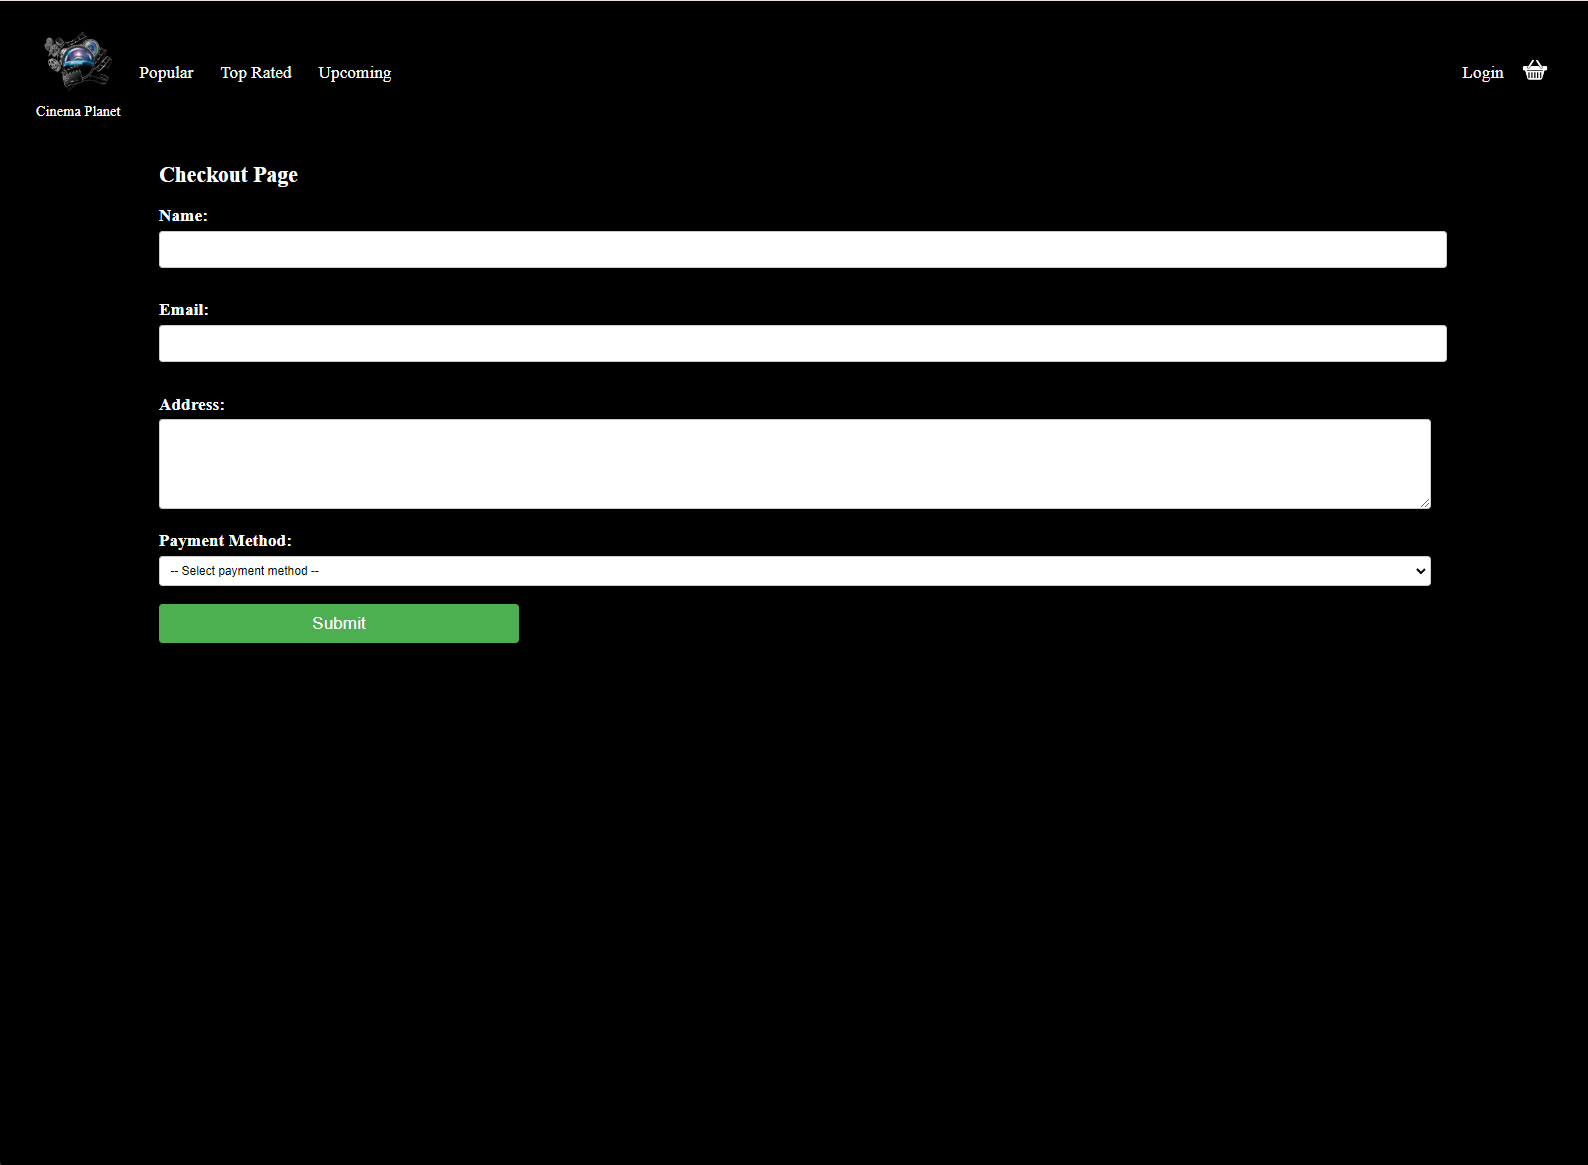 Popular Top Rated Upcoming Login
Cinema Planet
Checkout Page
Name:
Email:
Address:
Payment Method:
-- Select payment method --
Submit